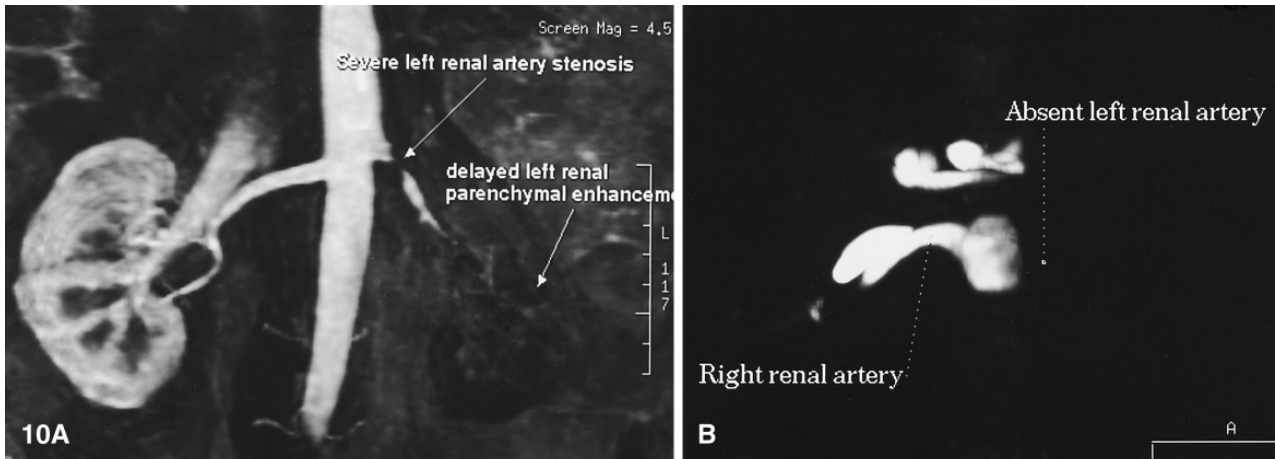 Screen Mag = 4.5
Severe left renal artery stenosis
delayed left renal
parenchymal enhanceme
L
1
1
7
10A
Absent left renal artery
Right renal artery
A
B